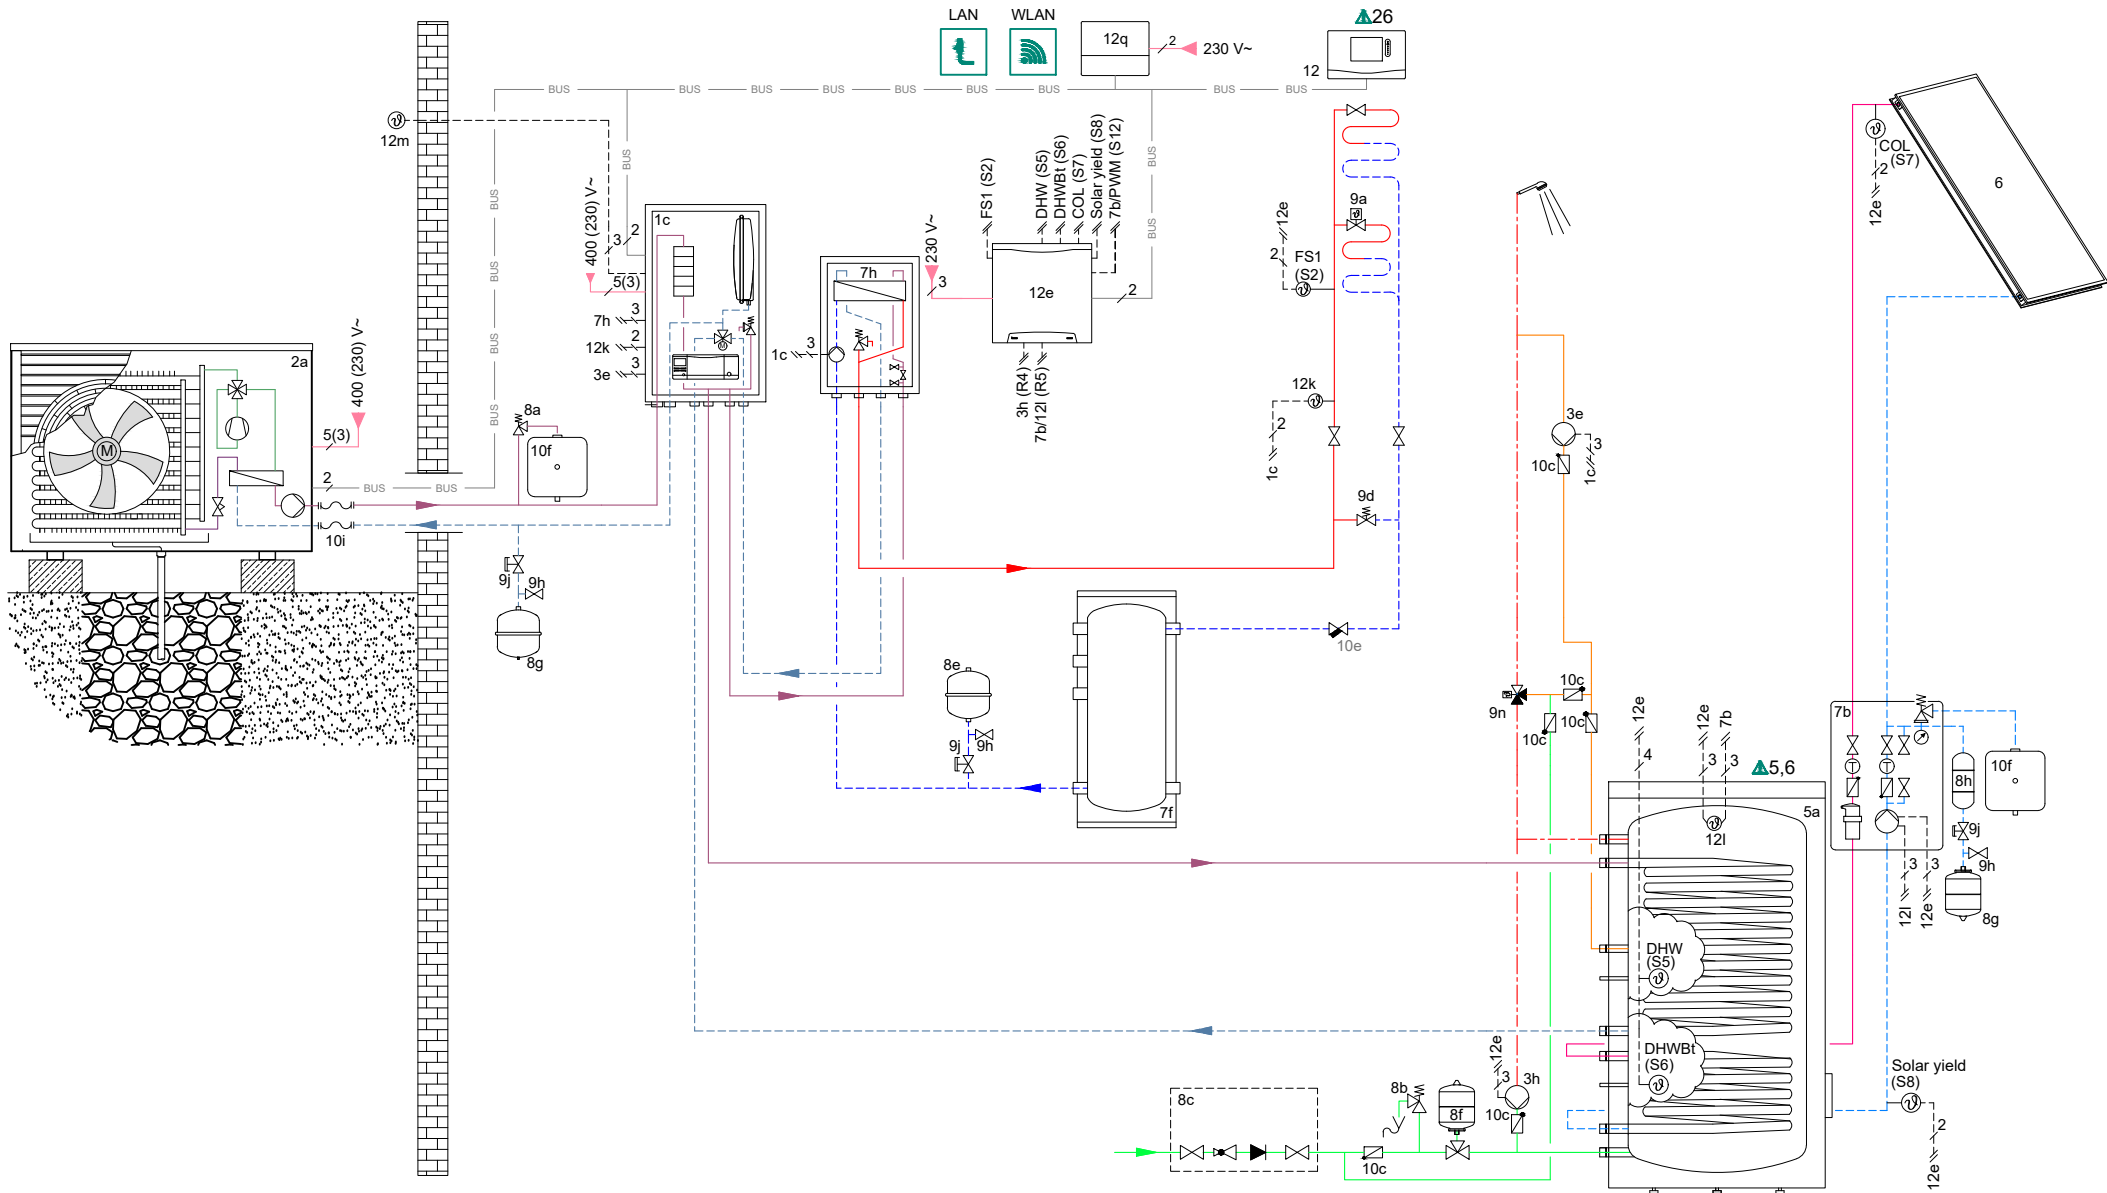 LAN
WLAN
12q
2
230 V~
26
12
BUS BUS BUS BUS BUS BUS BUS BUS BUS
12m
BUS
BUS
BUS
BUS
BUS
BUS
1c
400 (230) V~
3
2
5(3)
7h
3
12k
2
3e
3
7h
1c
3
230 V~
3
FS1 (S2)
DHW (S5)
DHWBt (S6)
COL (S7)
Solar yield (S8)
7b/PWM (S12)
12e
2
3h (R4)
7b/12l (R5)
12e
2
FS1
(S2)
9a
12k
2
1c
9d
COL
(S7)
2
12e
6
2a
400 (230) V~
5(3)
2
BUS BUS
10i
8a
10f
9j
9h
8g
3e
3
10c
1c
8e
9j
9h
7f
10e
9n
10c
10c
10c
12e
4
12e
3
7b
3
5,6
5a
12l
7b
T
T
8h
10f
9j
9h
8g
3
12l
3
12e
DHW
(S5)
DHWBt
(S6)
Solar yield
(S8)
2
12e
8c
8b
8f
12e
3
3h
10c
10c
M
M